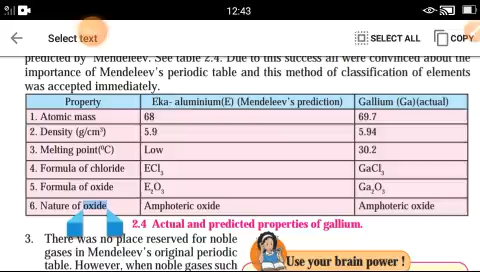 12:43
Select text
SELECT ALL
COPY
predicted by Mendeleev. See table 2.4. Due to this success all were convinced about the
importance of Mendeleev's periodic table and this method of classification of elements
was accepted immediately.
Property Eka- aluminium(E) (Mendeleev's prediction) Gallium (Ga)(actual)
1. Atomic mass 68 69.7
2. Density (g/cm³) 5.9 5.94
3. Melting point(⁰C) Low 30.2
4. Formula of chloride ECl₃ GaCl₃
5. Formula of oxide E₂O₃ Ga₂O₃
6. Nature of oxide Amphoteric oxide Amphoteric oxide
2.4 Actual and predicted properties of gallium.
3. There was no place reserved for noble
gases in Mendeleev's original periodic
table. However, when noble gases such
Use your brain power !